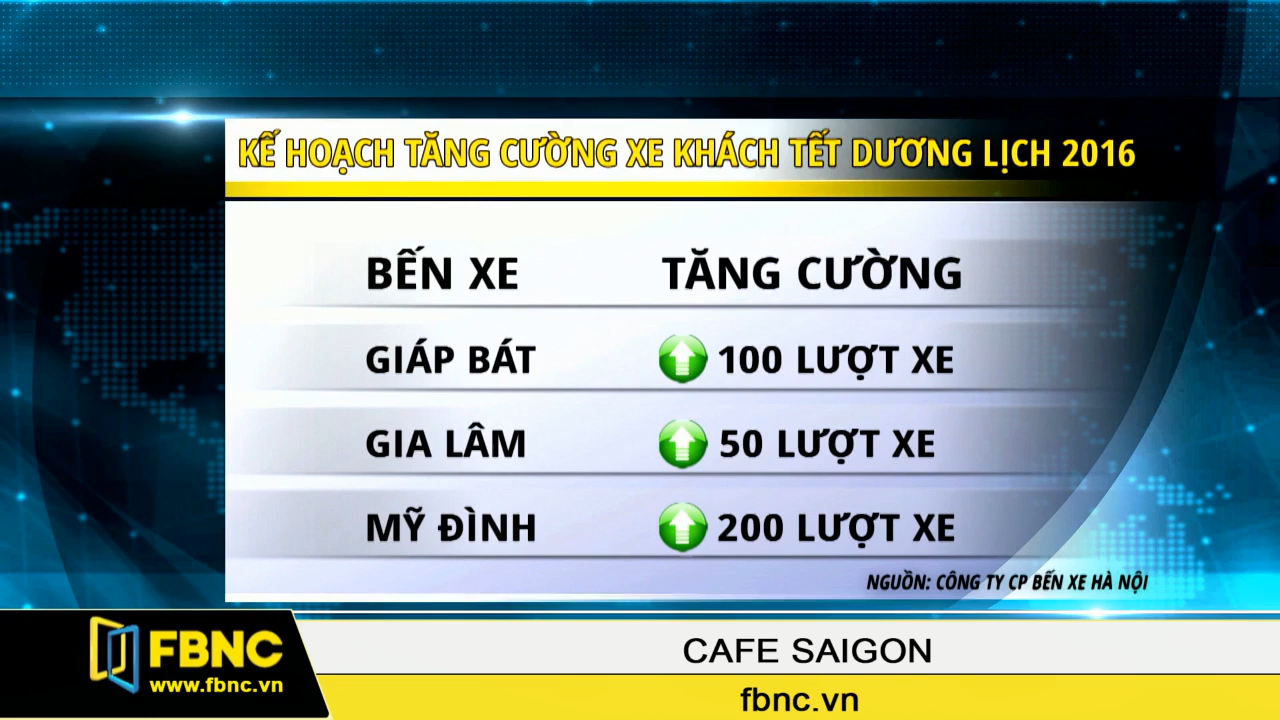 KẾ HOẠCH TĂNG CƯỜNG XE KHÁCH TẾT DƯƠNG LỊCH 2016
BẾN XE TĂNG CƯỜNG
GIÁP BÁT 100 LƯỢT XE
GIA LÂM 50 LƯỢT XE
MỸ ĐÌNH 200 LƯỢT XE
NGUỒN: CÔNG TY CP BẾN XE HÀ NỘI
FBNC
www.fbnc.vn
CAFE SAIGON
fbnc.vn